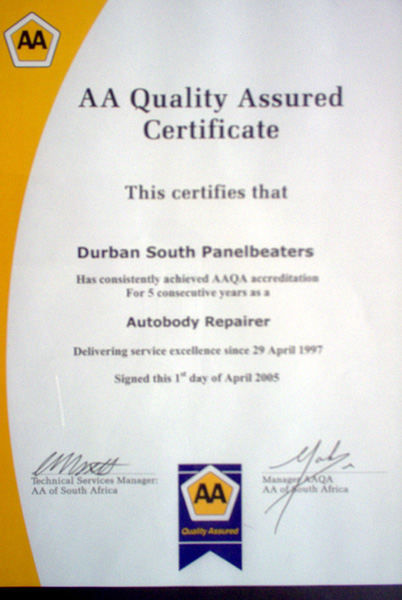 AA
AA Quality Assured
Certificate
This certifies that
Durban South Panelbeaters
Has consistently achieved AAQA accreditation
For 5 consecutive years as a
Autobody Repairer
Delivering service excellence since 29 April 1997
Signed this 1st day of April 2005
Technical Services Manager:
AA of South Africa
Manager AAQA
AA of South Africa
AA
Quality Assured